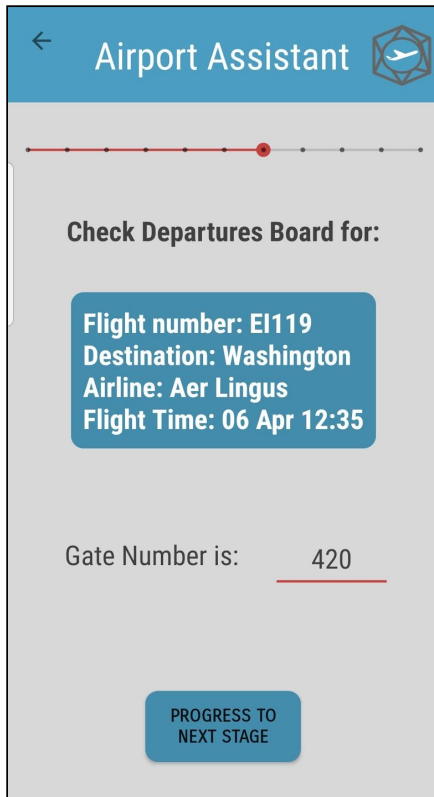 Airport Assistant
Check Departures Board for:
Flight number: EI119
Destination: Washington
Airline: Aer Lingus
Flight Time: 06 Apr 12:35
Gate Number is: 420
PROGRESS TO
NEXT STAGE